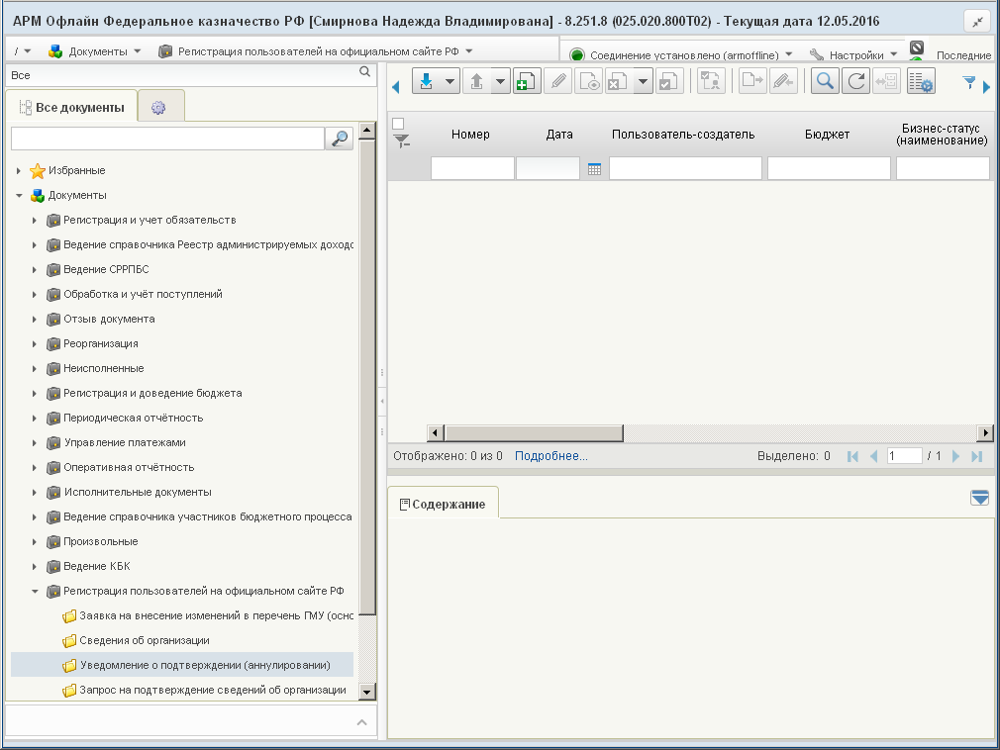 АРМ Офлайн Федеральное казначество РФ [Смирнова Надежда Владимировна] - 8.251.8 (025.020.800T02) - Текущая дата 12.05.2016
/ Документы Регистрация пользователей на официальном сайте РФ
Соединение установлено (armoffline) Настройки Последние
Все
Все документы
Избранные
Документы
Регистрация и учет обязательств
Ведение справочника Реестр администрируемых доходо
Ведение СРРПБС
Обработка и учёт поступлений
Отзыв документа
Реорганизация
Неисполненные
Регистрация и доведение бюджета
Периодическая отчётность
Управление платежами
Оперативная отчётность
Исполнительные документы
Ведение справочника участников бюджетного процесса
Произвольные
Ведение КБК
Регистрация пользователей на официальном сайте РФ
Заявка на внесение изменений в перечень ГМУ (осно
Сведения об организации
Уведомление о подтверждении (аннулировании)
Запрос на подтверждение сведений об организации
Номер
Дата
Пользователь-создатель
Бюджет
Бизнес-статус
(наименование)
Отображено: 0 из 0 Подробнее...
Выделено: 0 1 / 1
Содержание